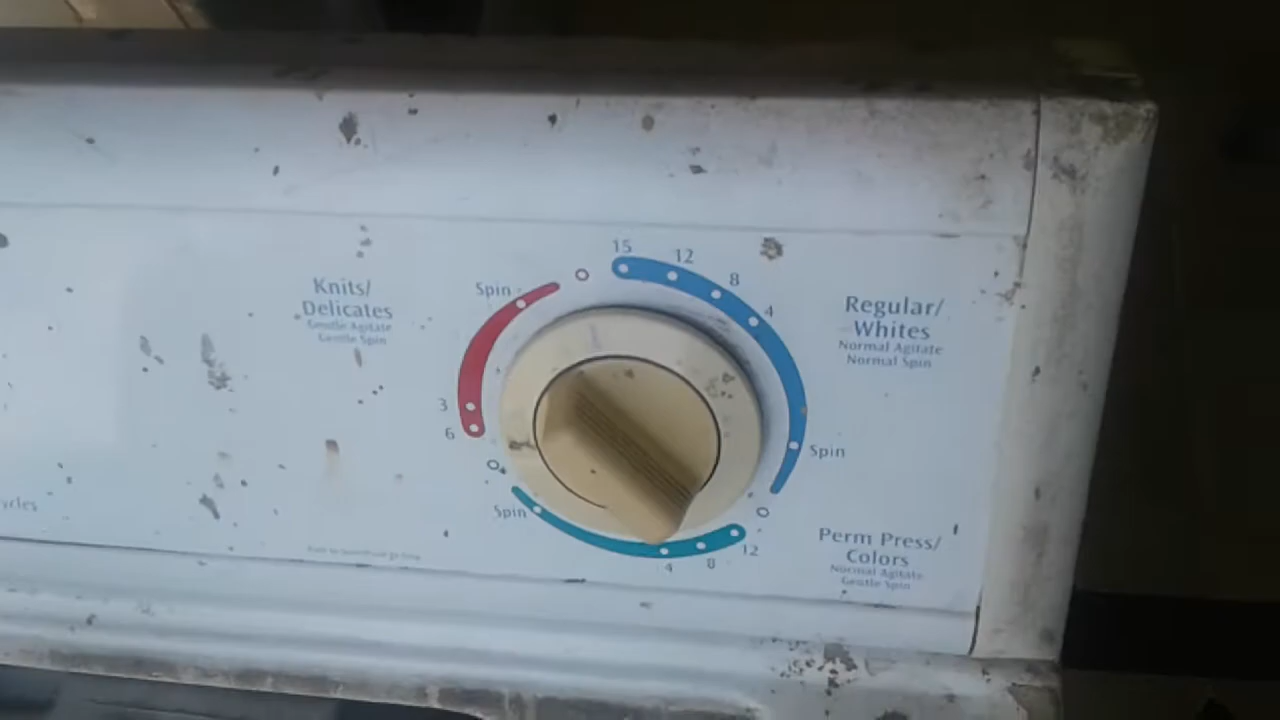 15
12
8
4
Spin
Knits/
Delicates
Gentle Agitate
Gentle Spin
3
6
Regular/
Whites
Normal Agitate
Normal Spin
Spin
Spin
4
8
12
Perm Press/
Colors
Normal Agitate
Gentle Spin